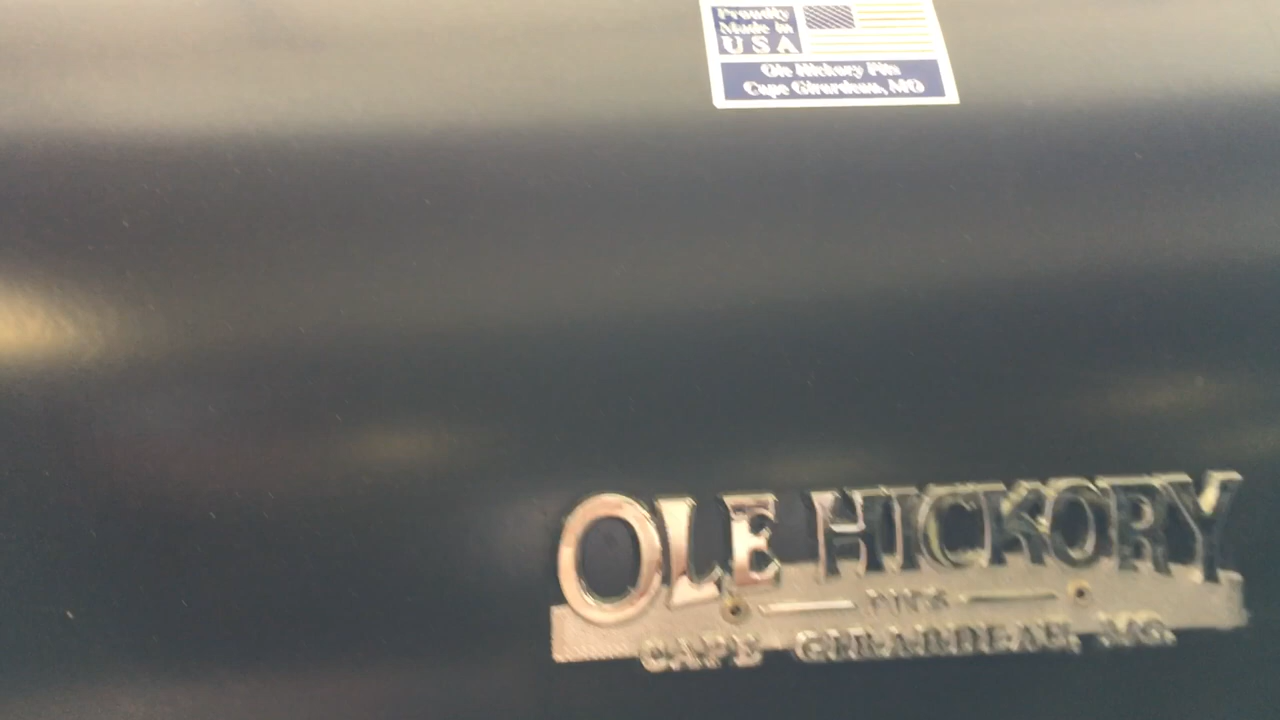 Proudly
Made in
USA
Ole Hickory Pits
Cape Girardeau, MO
OLE HICKORY
PITS
CAPE GIRARDEAU, MO.